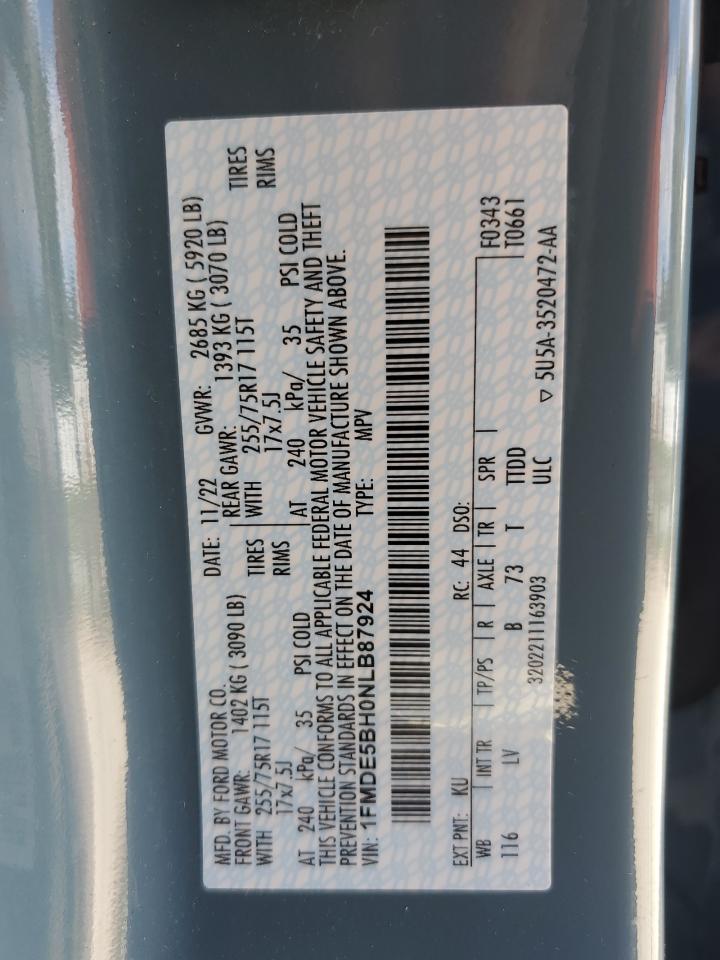 MFD. BY FORD MOTOR CO. DATE: 11/22 GVWR: 2685 KG ( 5920 LB)
FRONT GAWR: 1402 KG ( 3090 LB) REAR GAWR: 1393 KG ( 3070 LB)
WITH 255/75R17 115T TIRES WITH 255/75R17 115T TIRES
17x7.5J RIMS 17x7.5J RIMS
AT 240 kPa/ 35 PSI COLD AT 240 kPa/ 35 PSI COLD
THIS VEHICLE CONFORMS TO ALL APPLICABLE FEDERAL MOTOR VEHICLE SAFETY AND THEFT
PREVENTION STANDARDS IN EFFECT ON THE DATE OF MANUFACTURE SHOWN ABOVE.
VIN: 1FMDE5BH0NLB87924 TYPE: MPV
EXT PNT: KU RC: 44 DSO:
WB INT TR TP/PS R AXLE TR SPR F0343
116 LV B 73 T TTDD T0661
3202211163903 ULC ▽ 5U5A-3520472-AA